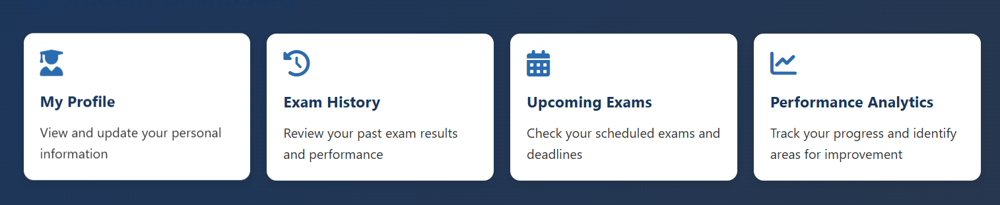 My Profile
View and update your personal
information
Exam History
Review your past exam results
and performance
Upcoming Exams
Check your scheduled exams and
deadlines
Performance Analytics
Track your progress and identify
areas for improvement